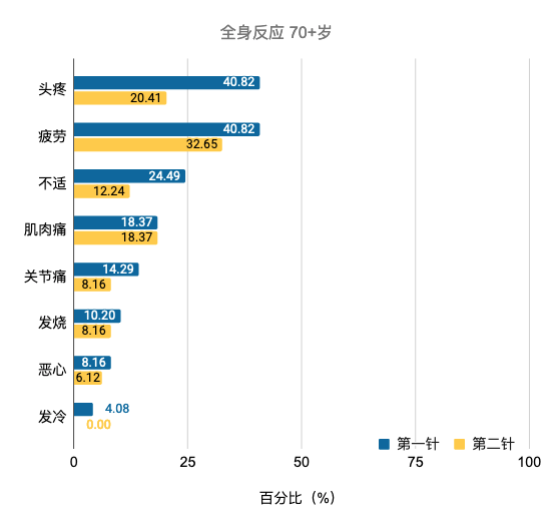 全身反应 70+岁
头疼 40.82
20.41
疲劳 40.82
32.65
不适 24.49
12.24
肌肉痛 18.37
18.37
关节痛 14.29
8.16
发烧 10.20
8.16
恶心 8.16
6.12
发冷 4.08
0.00
第一针 第二针
0 25 50 75 100
百分比（%）